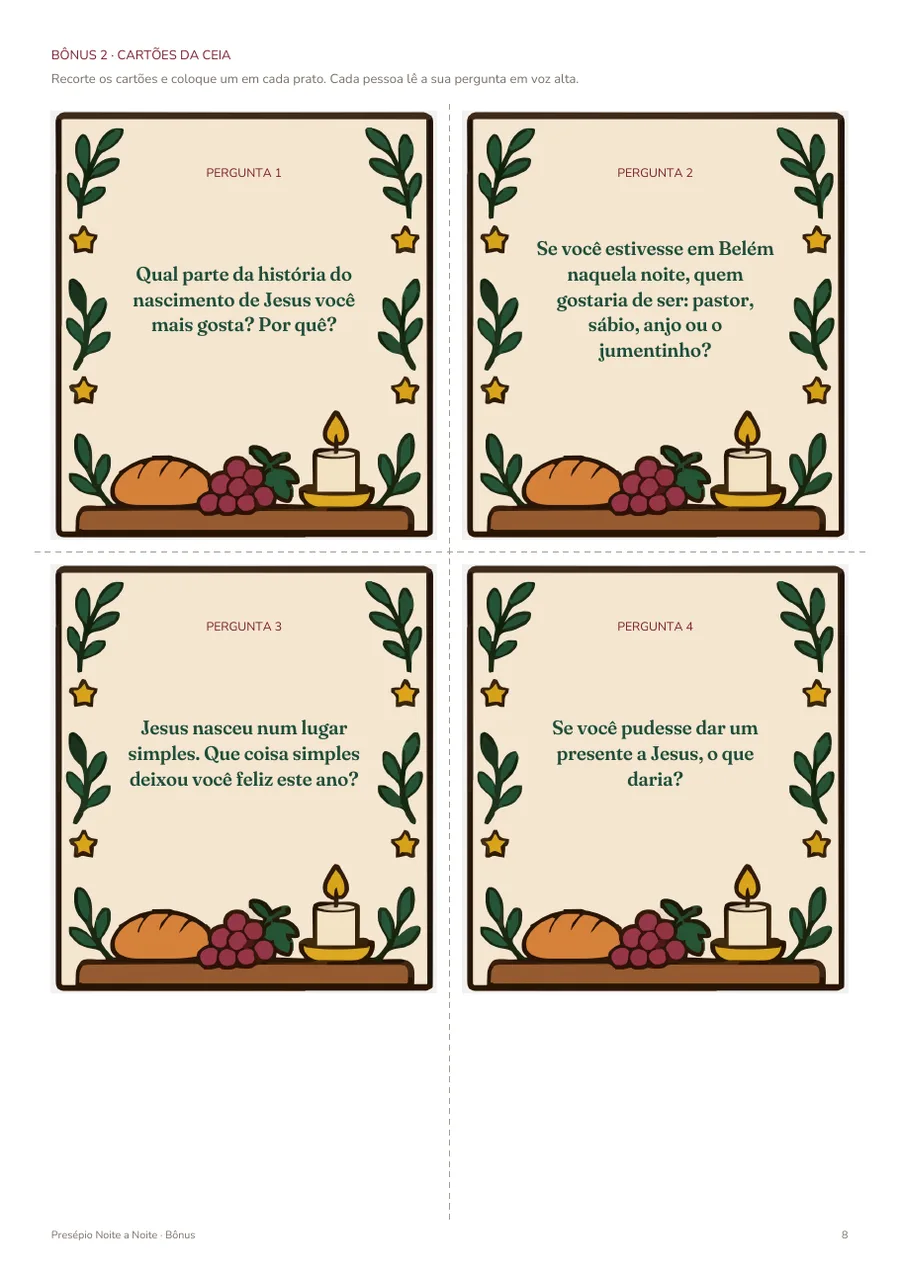 BÔNUS 2 · CARTÕES DA CEIA
Recorte os cartões e coloque um em cada prato. Cada pessoa lê a sua pergunta em voz alta.
PERGUNTA 1
Qual parte da história do
nascimento de Jesus você
mais gosta? Por quê?
PERGUNTA 2
Se você estivesse em Belém
naquela noite, quem
gostaria de ser: pastor,
sábio, anjo ou o
jumentinho?
PERGUNTA 3
Jesus nasceu num lugar
simples. Que coisa simples
deixou você feliz este ano?
PERGUNTA 4
Se você pudesse dar um
presente a Jesus, o que
daria?
Presépio Noite a Noite · Bônus
8